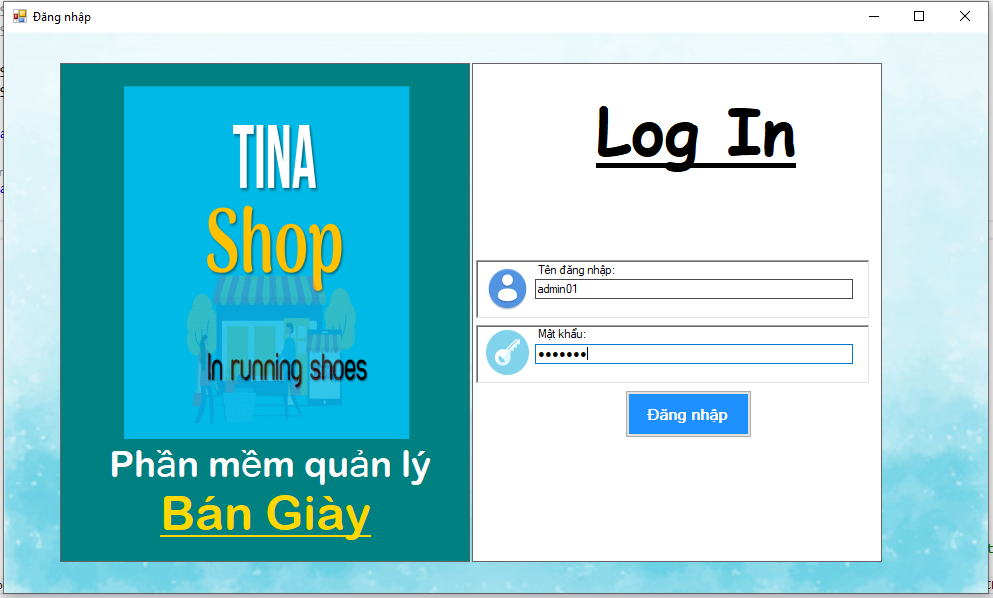 Đăng nhập
TINA
Shop
In running shoes
Phần mềm quản lý
Bán Giày
Log In
Tên đăng nhập:
admin01
Mật khẩu:
●●●●●●●
Đăng nhập